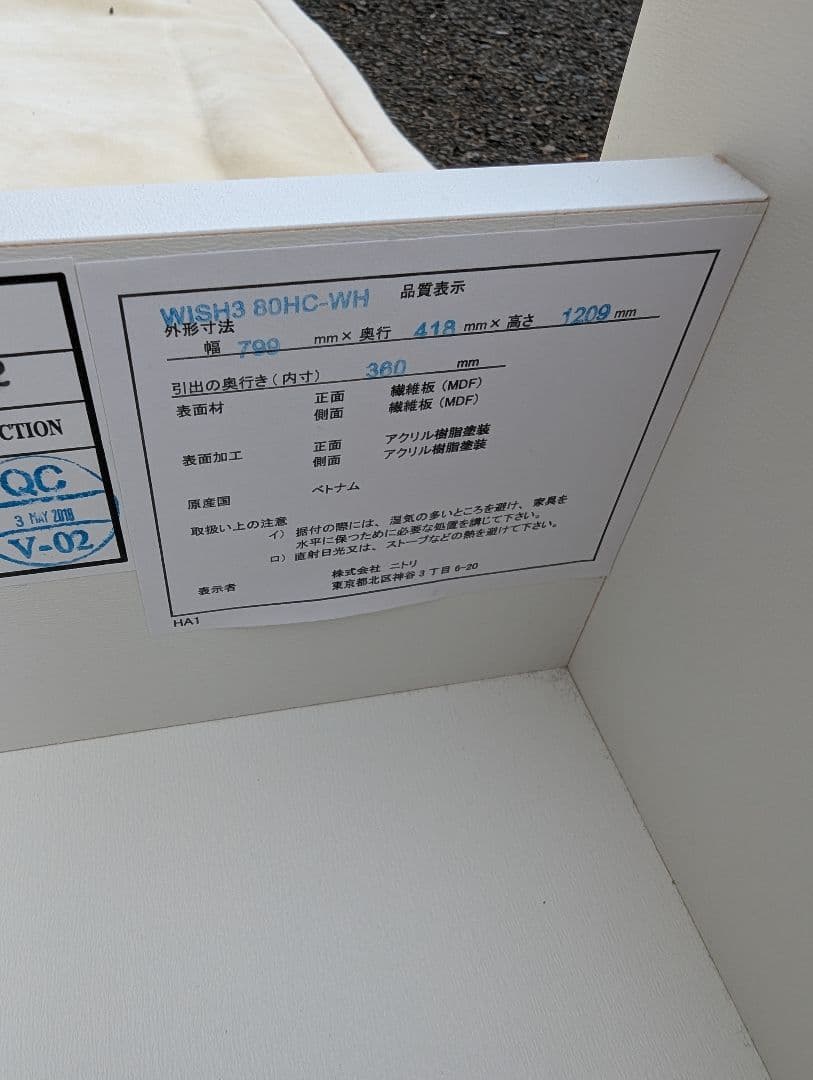 CTION
QC
3 MAY 2018
V-02
WISH3 80HC-WH 品質表示
外形寸法
幅 799 mm× 奥行 418 mm× 高さ 1209 mm
引出の奥行き(内寸) 360 mm
表面材 正面 繊維板(MDF)
側面 繊維板(MDF)
表面加工 正面 アクリル樹脂塗装
側面 アクリル樹脂塗装
原産国 ベトナム
取扱い上の注意
イ) 据付の際には、湿気の多いところを避け、家具を
水平に保つために必要な処置を講じて下さい。
ロ) 直射日光又は、ストーブなどの熱を避けて下さい。
表示者 株式会社 ニトリ
東京都北区神谷3丁目6-20
HA1